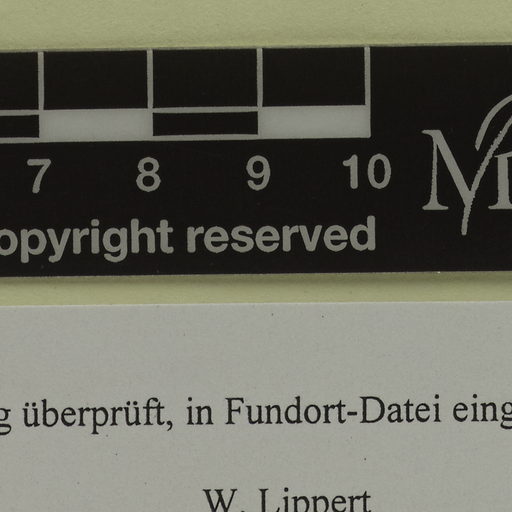 7 8 9 10
opyright reserved
g überprüft, in Fundort-Datei eing
W. Lippert